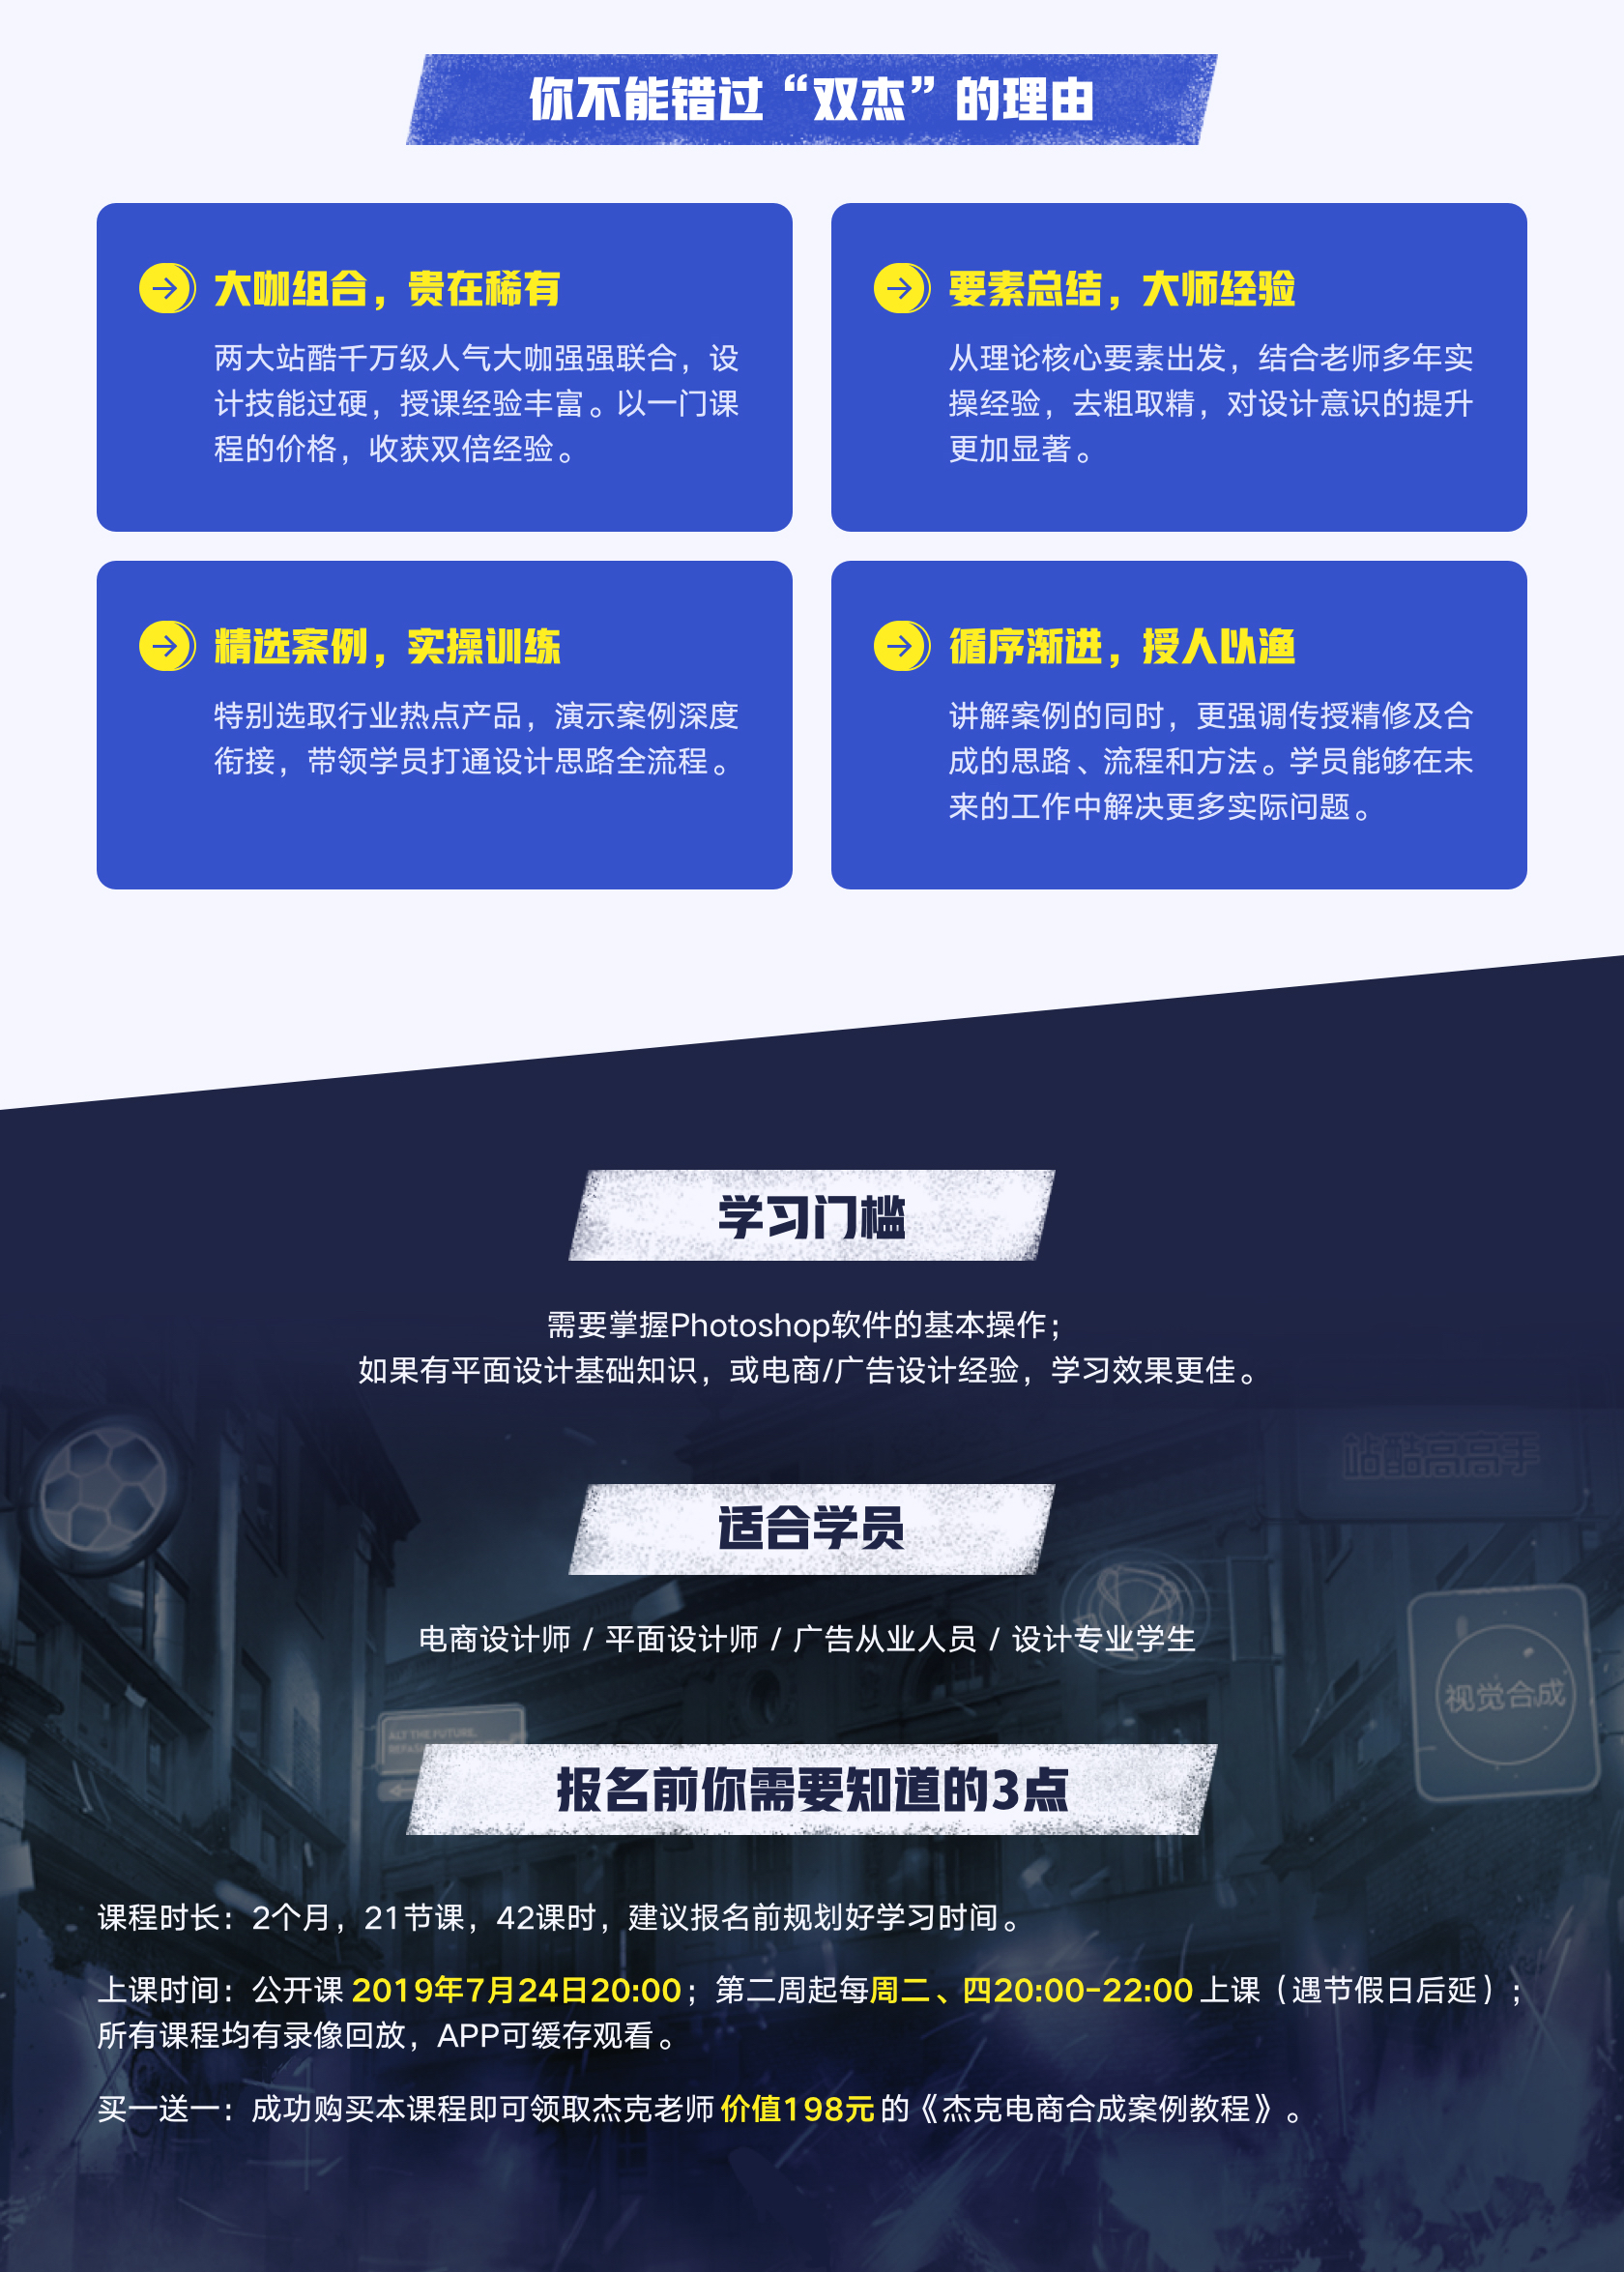 你不能错过“双杰”的理由
大咖组合，贵在稀有
两大站酷千万级人气大咖强强联合，设
计技能过硬，授课经验丰富。以一门课
程的价格，收获双倍经验。
要素总结，大师经验
从理论核心要素出发，结合老师多年实
操经验，去粗取精，对设计意识的提升
更加显著。
精选案例，实操训练
特别选取行业热点产品，演示案例深度
衔接，带领学员打通设计思路全流程。
循序渐进，授人以渔
讲解案例的同时，更强调传授精修及合
成的思路、流程和方法。学员能够在未
来的工作中解决更多实际问题。
学习门槛
需要掌握Photoshop软件的基本操作；
如果有平面设计基础知识，或电商/广告设计经验，学习效果更佳。
站酷高高手
适合学员
电商设计师 / 平面设计师 / 广告从业人员 / 设计专业学生
视觉合成
ALT THE FUTURE.
报名前你需要知道的3点
课程时长：2个月，21节课，42课时，建议报名前规划好学习时间。
上课时间：公开课 2019年7月24日20:00；第二周起每周二、四20:00-22:00 上课（遇节假日后延）；
所有课程均有录像回放，APP可缓存观看。
买一送一：成功购买本课程即可领取杰克老师 价值198元 的《杰克电商合成案例教程》。